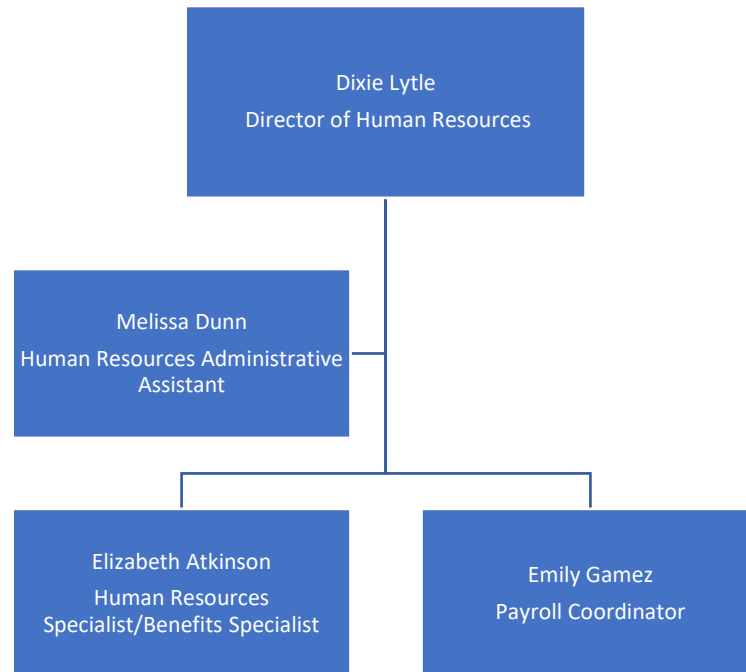 Dixie Lytle
Director of Human Resources
Melissa Dunn
Human Resources Administrative
Assistant
Elizabeth Atkinson
Human Resources
Specialist/Benefits Specialist
Emily Gamez
Payroll Coordinator